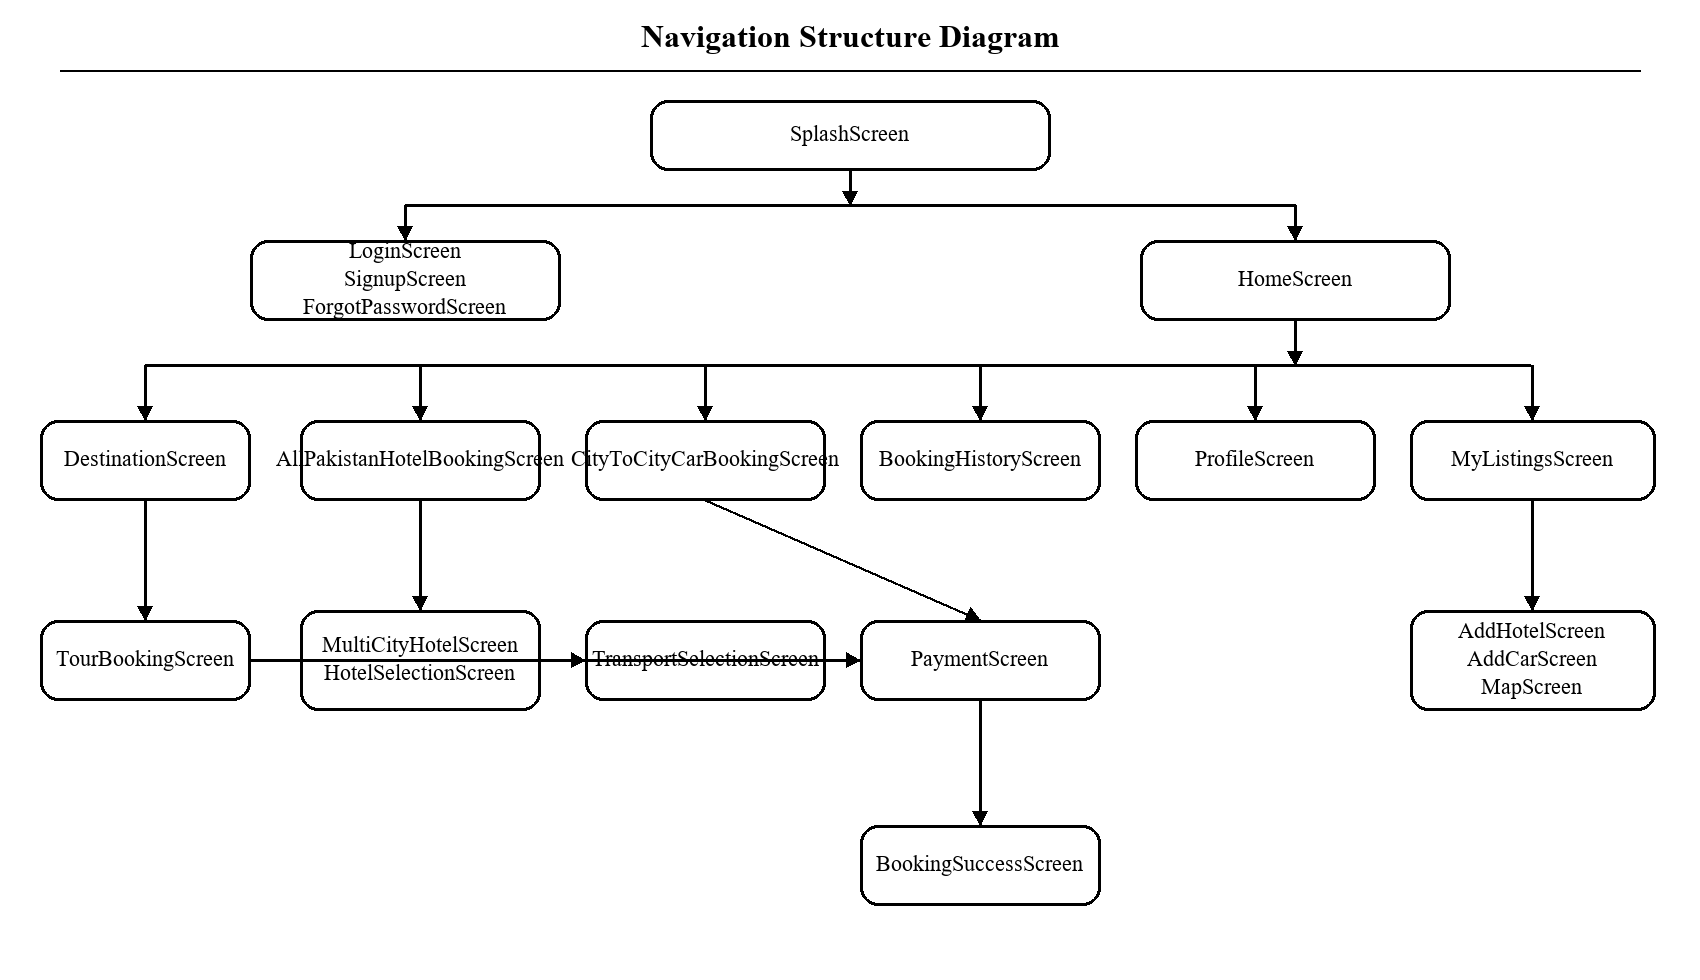 Navigation Structure Diagram
SplashScreen
LoginScreen
SignupScreen
ForgotPasswordScreen
HomeScreen
DestinationScreen
AllPakistanHotelBookingScreen
CityToCityCarBookingScreen
BookingHistoryScreen
ProfileScreen
MyListingsScreen
TourBookingScreen
MultiCityHotelScreen
HotelSelectionScreen
TransportSelectionScreen
PaymentScreen
AddHotelScreen
AddCarScreen
MapScreen
BookingSuccessScreen